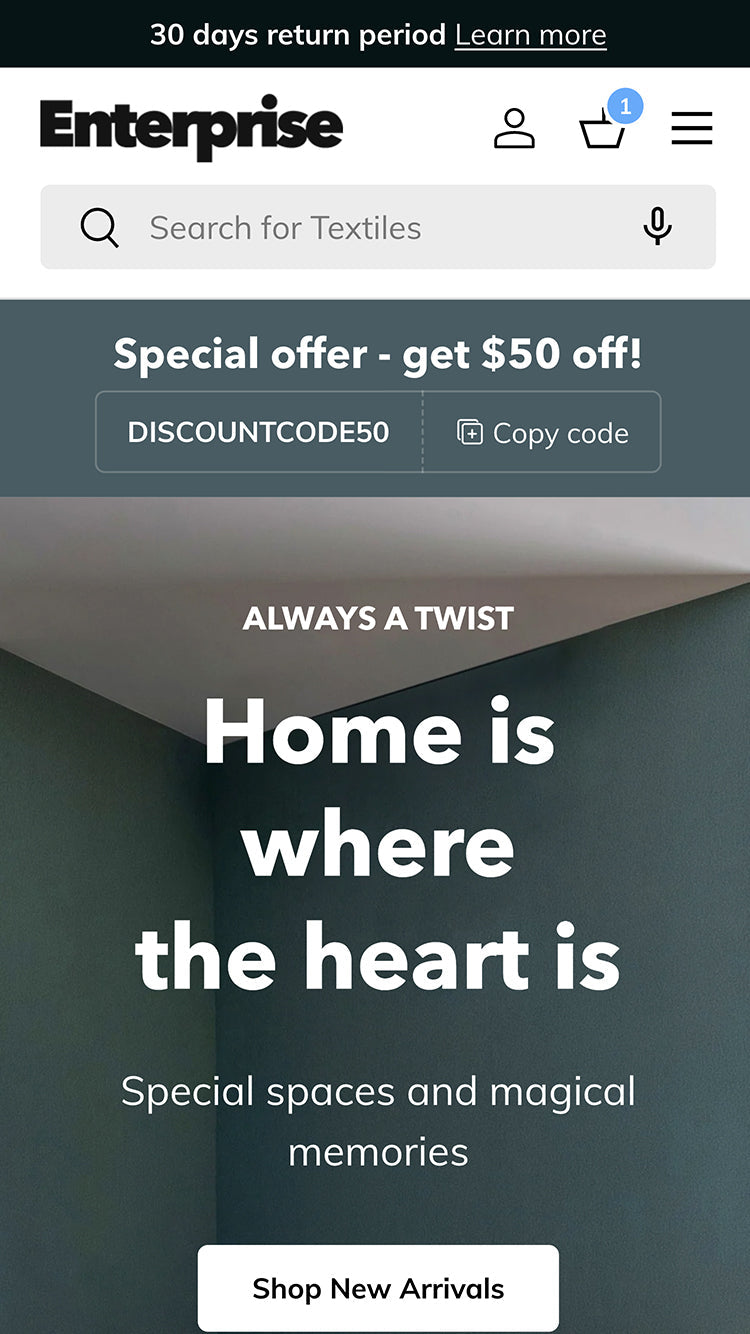 30 days return period Learn more
Enterprise
1
Search for Textiles
Special offer - get $50 off!
DISCOUNTCODE50
Copy code
ALWAYS A TWIST
Home is
where
the heart is
Special spaces and magical
memories
Shop New Arrivals